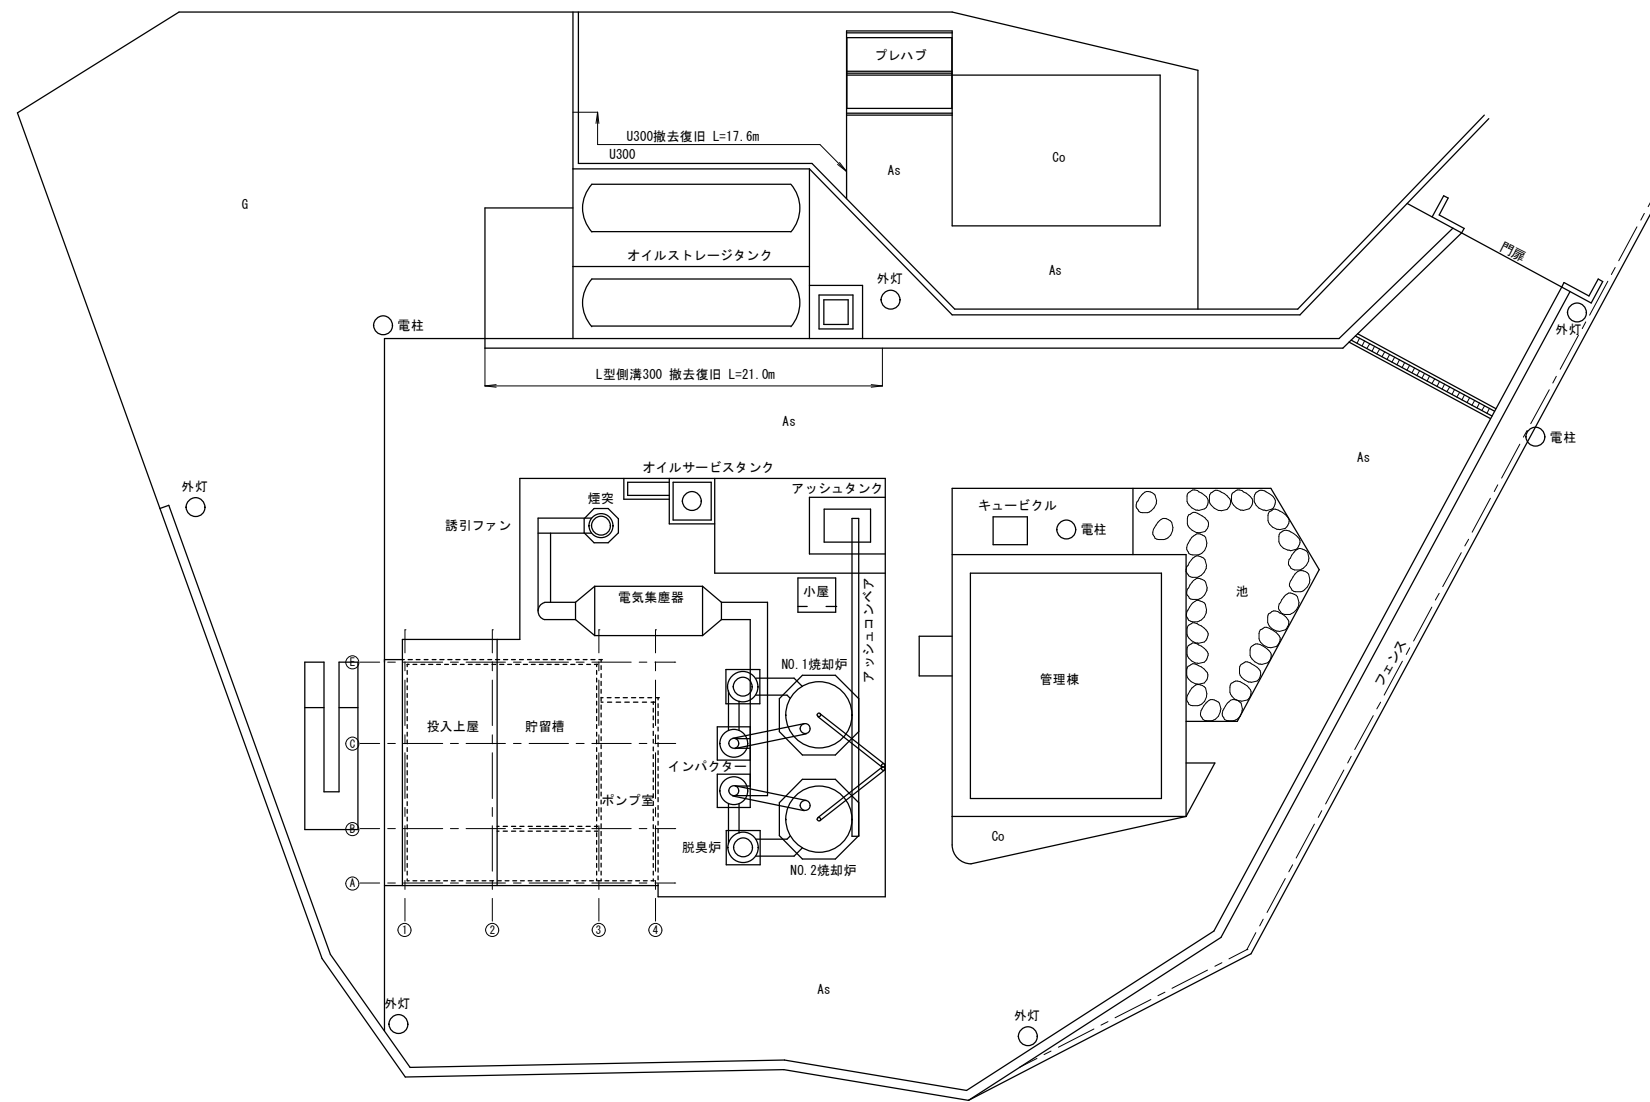 プレハブ
U300撤去復旧 L=17.6m
U300
Co
As
G
オイルストレージタンク
As
門扉
外灯
電柱
外灯
L型側溝300 撤去復旧 L=21.0m
As
電柱
As
オイルサービスタンク
外灯
アッシュタンク
煙突
キュービクル
誘引ファン
電柱
小屋
池
電気集塵器
アッシュコンベア
フェンス
E
NO.1焼却炉
管理棟
投入上屋
貯留槽
C
インパクター
ポンプ室
B
Co
脱臭炉
NO.2焼却炉
A
1
2
3
4
As
外灯
外灯